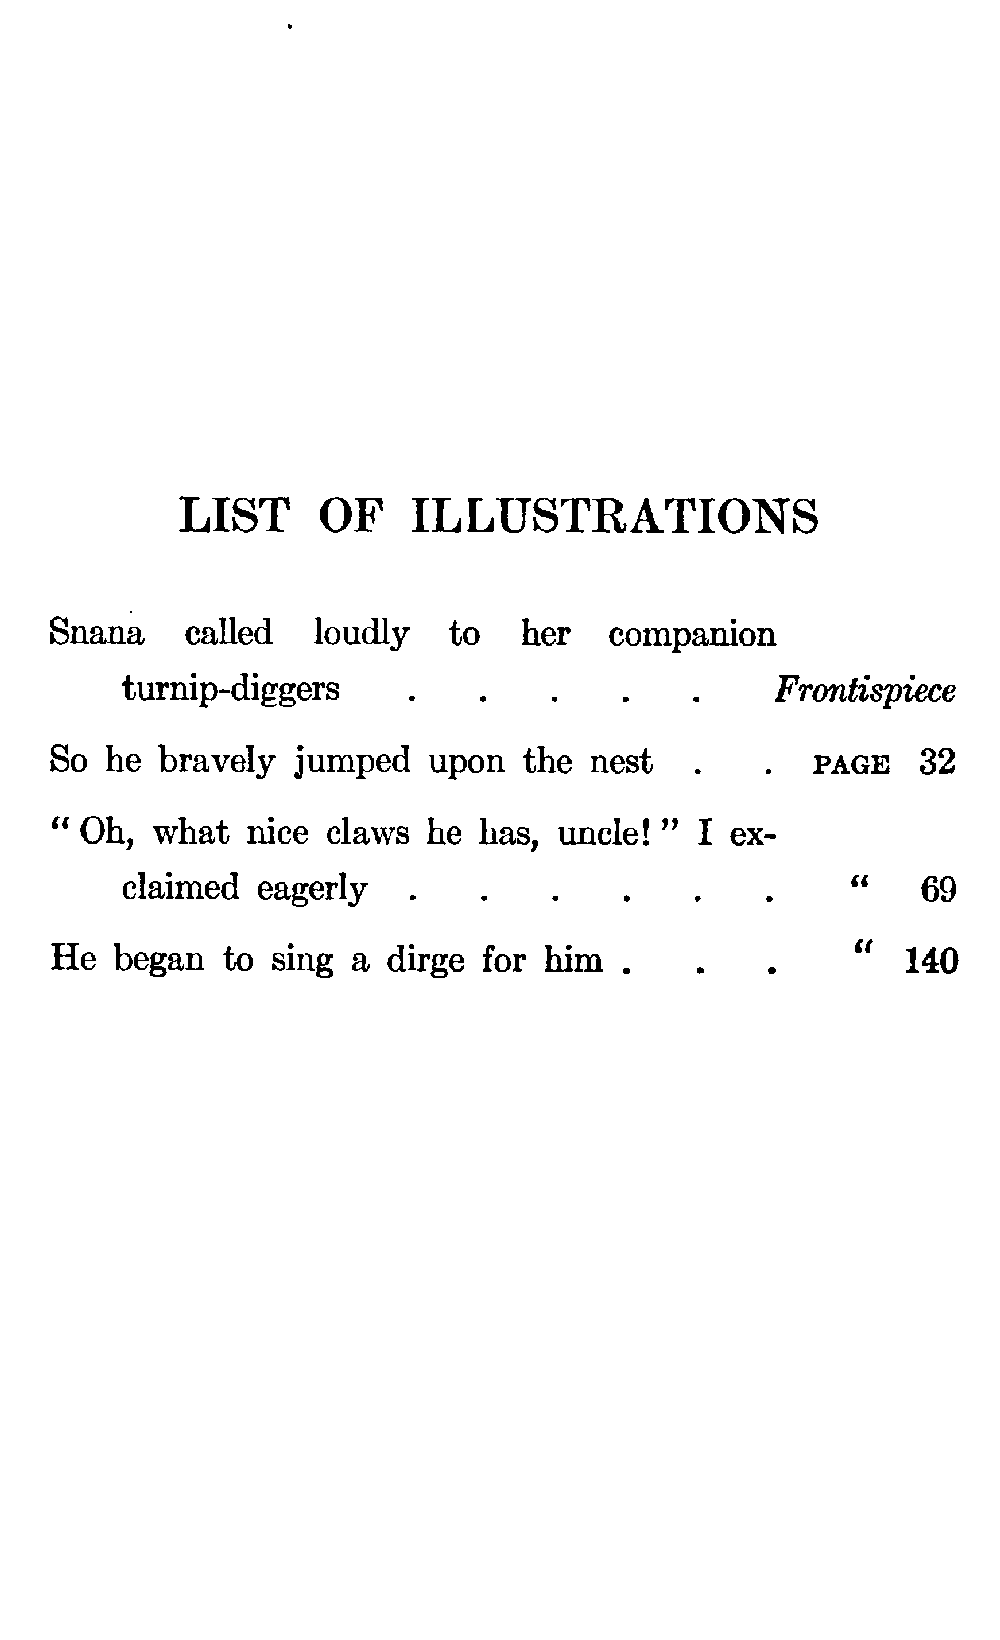 LIST OF ILLUSTRATIONS
Snana called loudly to her companion
turnip-diggers . . . . . Frontispiece
So he bravely jumped upon the nest . . PAGE 32
“ Oh, what nice claws he has, uncle! ” I ex-
claimed eagerly . . . . . . “ 69
He began to sing a dirge for him . . . “ 140